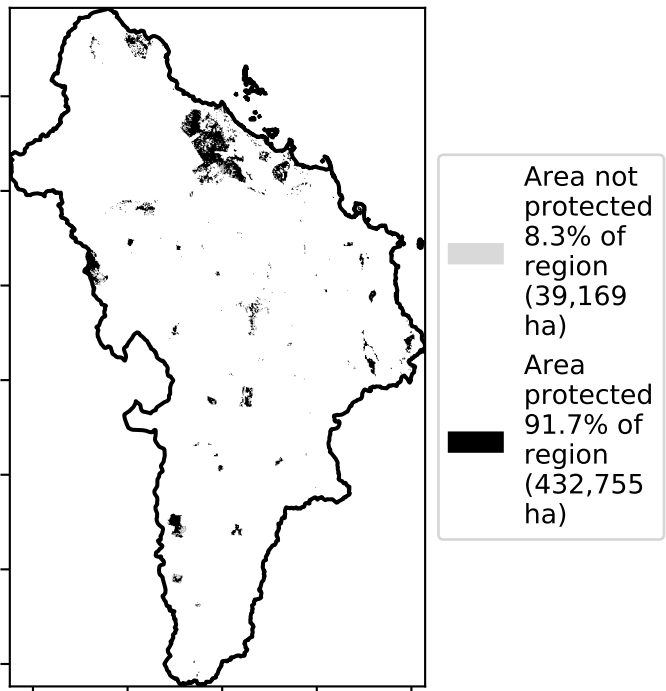 Area not
protected
8.3% of
region
(39,169
ha)
Area
protected
91.7% of
region
(432,755
ha)